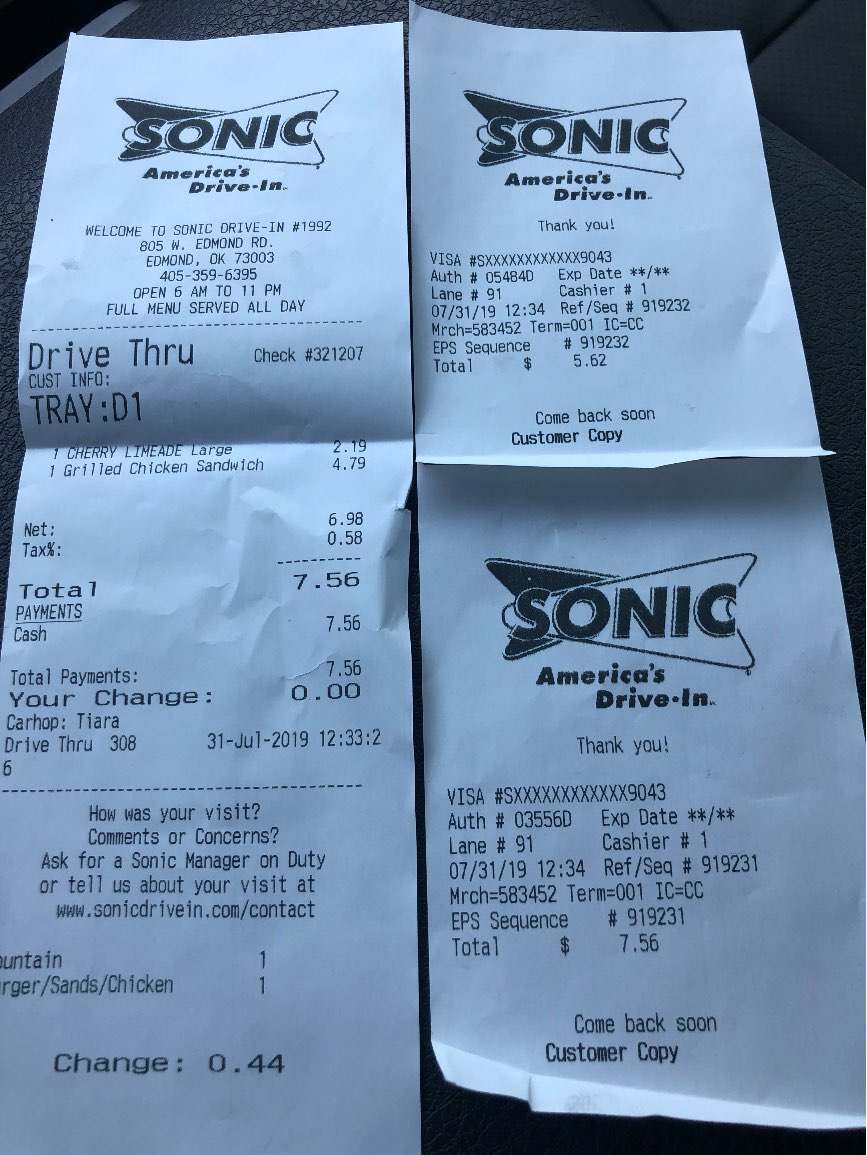 SONIC
America's
Drive-In
WELCOME TO SONIC DRIVE-IN #1992
805 W. EDMOND RD.
EDMOND, OK 73003
405-359-6395
OPEN 6 AM TO 11 PM
FULL MENU SERVED ALL DAY
Drive Thru Check #321207
CUST INFO:
TRAY:D1
1 CHERRY LIMEADE Large 2.19
1 Grilled Chicken Sandwich 4.79
Net: 6.98
Tax%: 0.58
Total 7.56
PAYMENTS
Cash 7.56
Total Payments: 7.56
Your Change: 0.00
Carhop: Tiara
Drive Thru 308 31-Jul-2019 12:33:2
6
How was your visit?
Comments or Concerns?
Ask for a Sonic Manager on Duty
or tell us about your visit at
www.sonicdrivein.com/contact
ountain 1
rger/Sands/Chicken 1
Change: 0.44
SONIC
America's
Drive-In
Thank you!
VISA #SXXXXXXXXXXXX9043
Auth # 05484D Exp Date **/**
Lane # 91 Cashier # 1
07/31/19 12:34 Ref/Seq # 919232
Mrch=583452 Term=001 IC=CC
EPS Sequence # 919232
Total $ 5.62
Come back soon
Customer Copy
SONIC
America's
Drive-In
Thank you!
VISA #SXXXXXXXXXXXX9043
Auth # 03556D Exp Date **/**
Lane # 91 Cashier # 1
07/31/19 12:34 Ref/Seq # 919231
Mrch=583452 Term=001 IC=CC
EPS Sequence # 919231
Total $ 7.56
Come back soon
Customer Copy